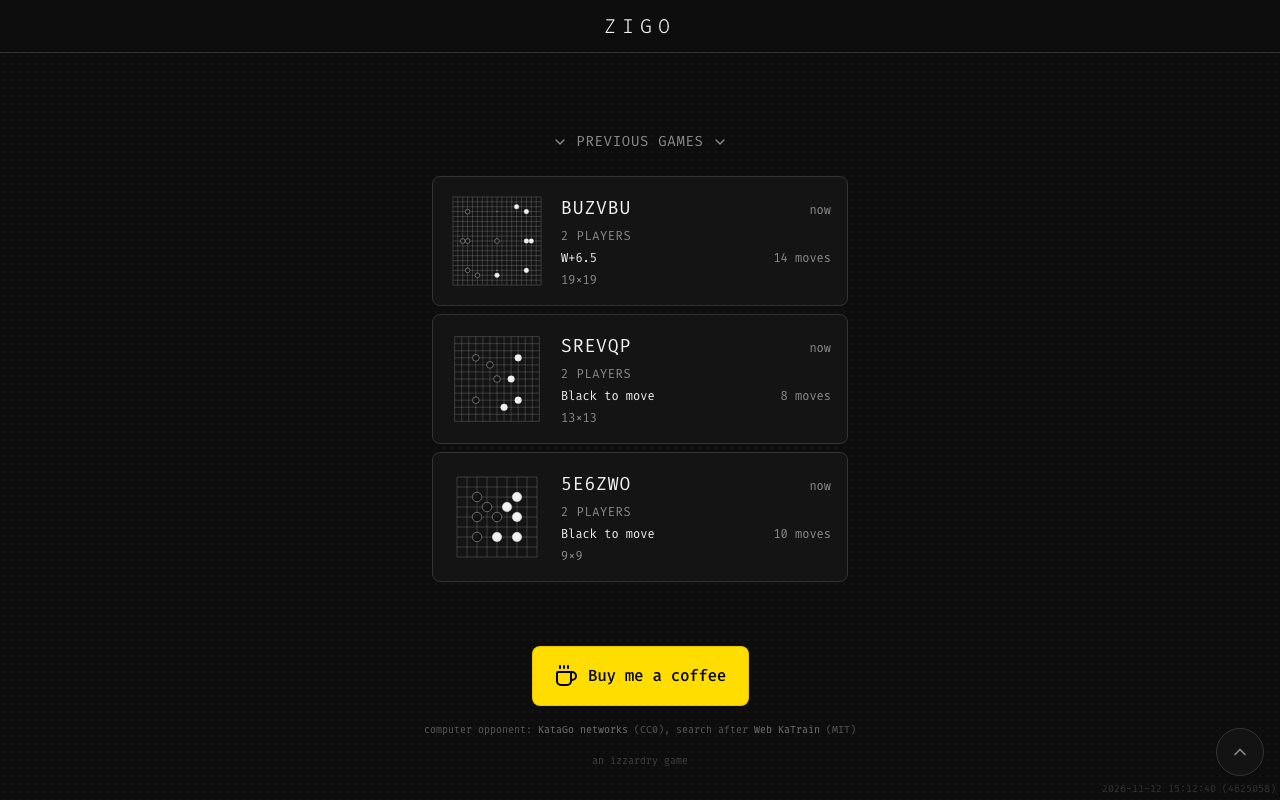 ZIGO
PREVIOUS GAMES
BUZVBU
now
2 PLAYERS
W+6.5
14 moves
19×19
SREVQP
now
2 PLAYERS
Black to move
8 moves
13×13
5E6ZWO
now
2 PLAYERS
Black to move
10 moves
9×9
Buy me a coffee
computer opponent: KataGo networks (CC0), search after Web KaTrain (MIT)
an izzardry game
2026-11-12 15:12:40 (4625058)